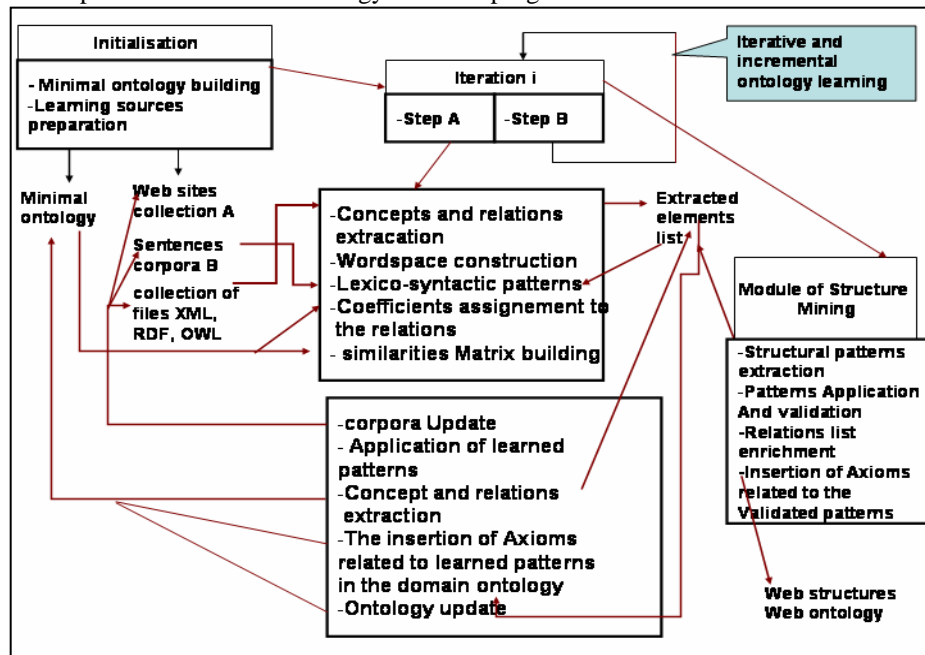 Initialisation
- Minimal ontology building
-Learning sources
preparation
Iteration i
-Step A
-Step B
Iterative and
incremental
ontology learning
Minimal
ontology
Web sites
collection A
Sentences
corpora B
collection of
files XML,
RDF, OWL
-Concepts and relations
extracation
-Wordspace construction
-Lexico-syntactic patterns
-Coefficients assignement to
the relations
- similarities Matrix building
Extracted
elements
list
Module of Structure
Mining
-Structural patterns
extraction
-Patterns Application
And validation
-Relations list
enrichment
-Insertion of Axioms
related to the
Validated patterns
-corpora Update
- Application of learned
patterns
-Concept and relations
extraction
-The insertion of Axioms
related to learned patterns
in the domain ontology
-Ontology update
Web structures
Web ontology